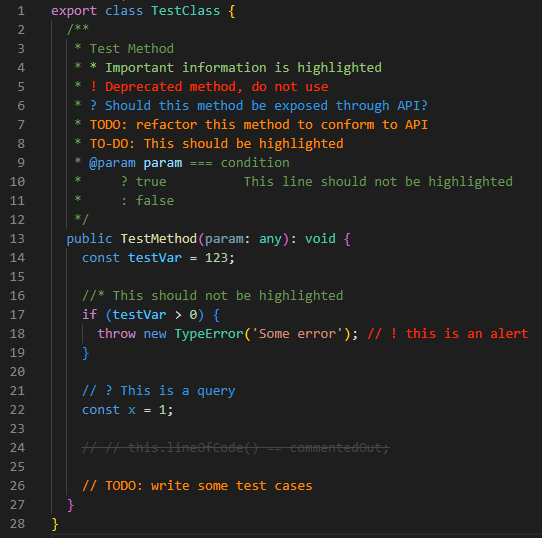 1 export class TestClass {
2   /**
3    * Test Method
4    * * Important information is highlighted
5    * ! Deprecated method, do not use
6    * ? Should this method be exposed through API?
7    * TODO: refactor this method to conform to API
8    * TO-DO: This should be highlighted
9    * @param param === condition
10    *     ? true          This line should not be highlighted
11    *     : false
12    */
13   public TestMethod(param: any): void {
14     const testVar = 123;
15
16     //* This should not be highlighted
17     if (testVar > 0) {
18       throw new TypeError('Some error'); // ! this is an alert
19     }
20
21     // ? This is a query
22     const x = 1;
23
24     // // this.lineOfCode() == commentedOut;
25
26     // TODO: write some test cases
27   }
28 }